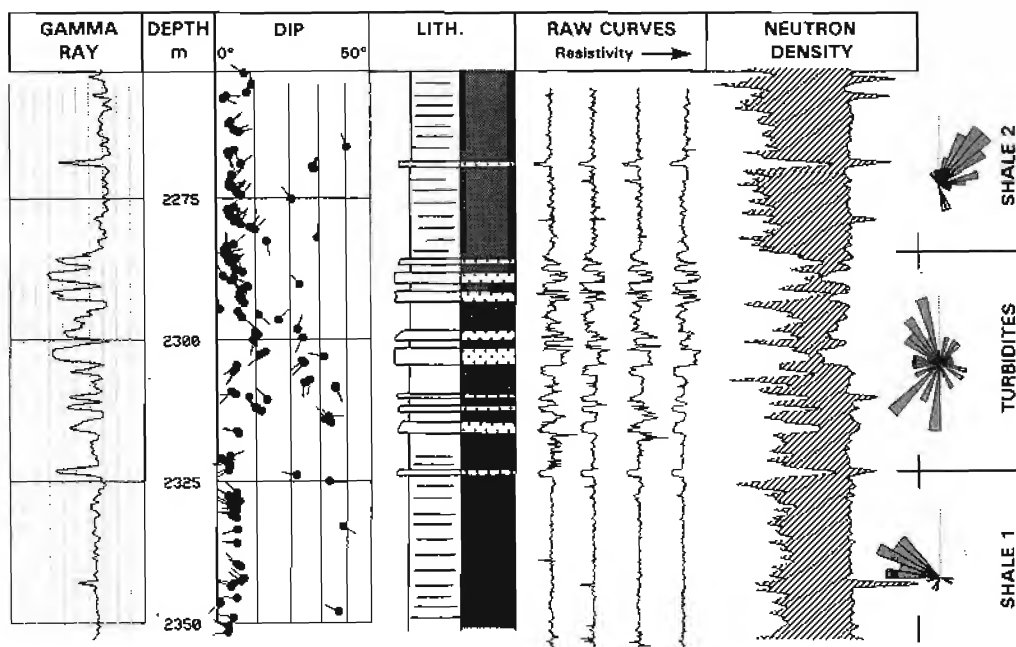 GAMMA RAY
DEPTH m
DIP
0° 50°
LITH.
RAW CURVES
Resistivity
NEUTRON DENSITY
2275
2300
2325
2350
SHALE 2
TURBIDITES
SHALE 1